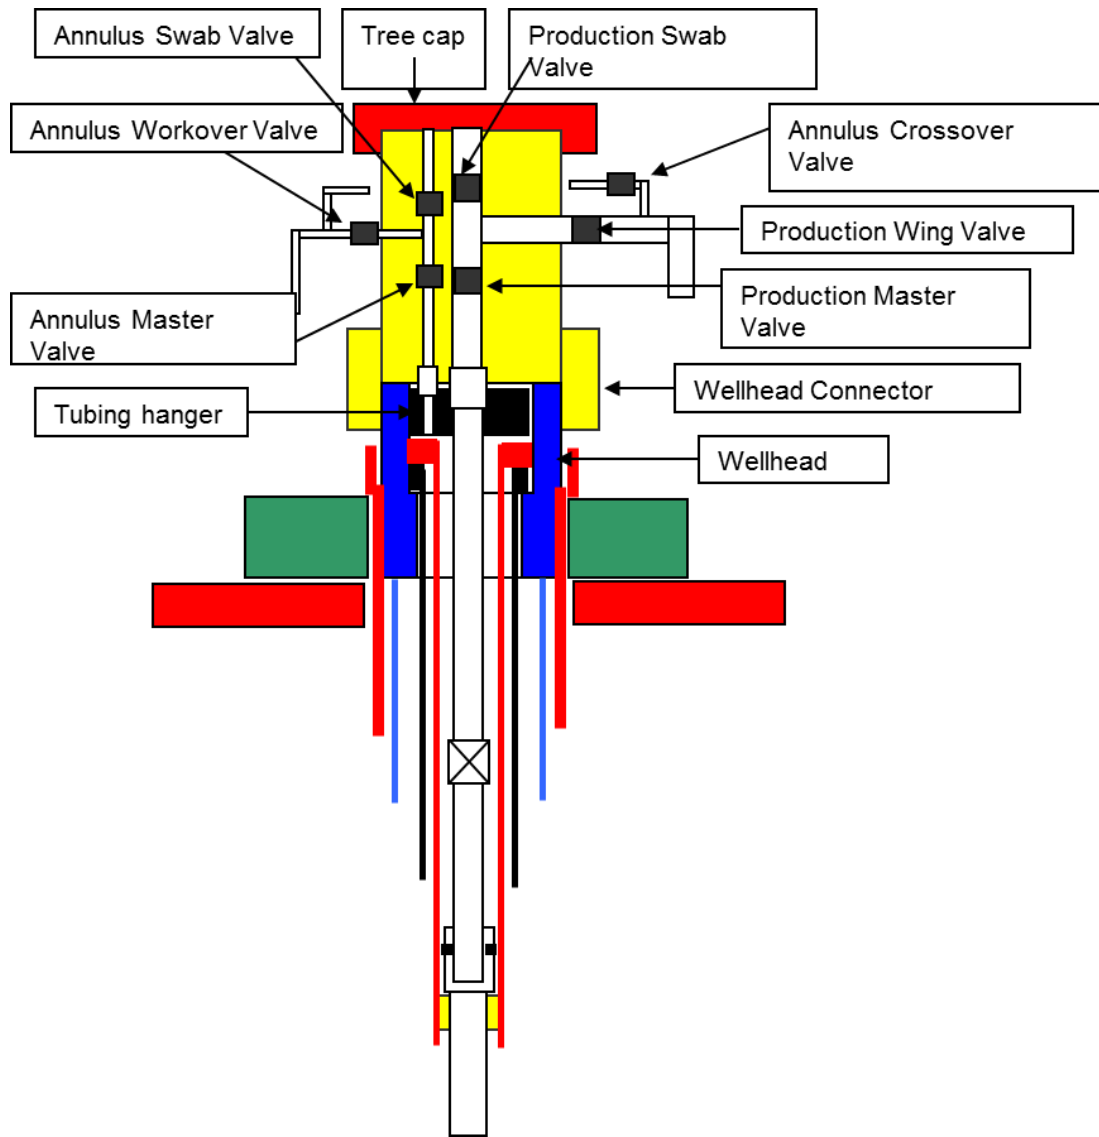 Annulus Swab Valve
Tree cap
Production Swab
Valve
Annulus Workover Valve
Annulus Crossover
Valve
Production Wing Valve
Annulus Master
Valve
Production Master
Valve
Wellhead Connector
Tubing hanger
Wellhead